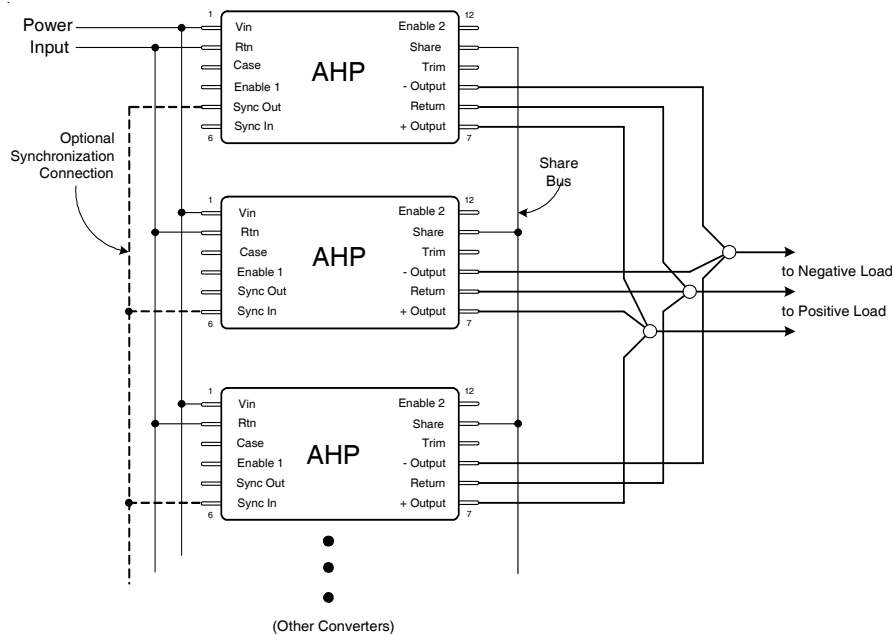 Power
Input
1
Vin
Rtn
Case
Enable 1
Sync Out
Sync In
6
AHP
12
Enable 2
Share
Trim
- Output
Return
+ Output
7
Optional
Synchronization
Connection
Share
Bus
1
Vin
Rtn
Case
Enable 1
Sync Out
Sync In
6
AHP
12
Enable 2
Share
Trim
- Output
Return
+ Output
7
to Negative Load
to Positive Load
1
Vin
Rtn
Case
Enable 1
Sync Out
Sync In
6
AHP
12
Enable 2
Share
Trim
- Output
Return
+ Output
7
(Other Converters)